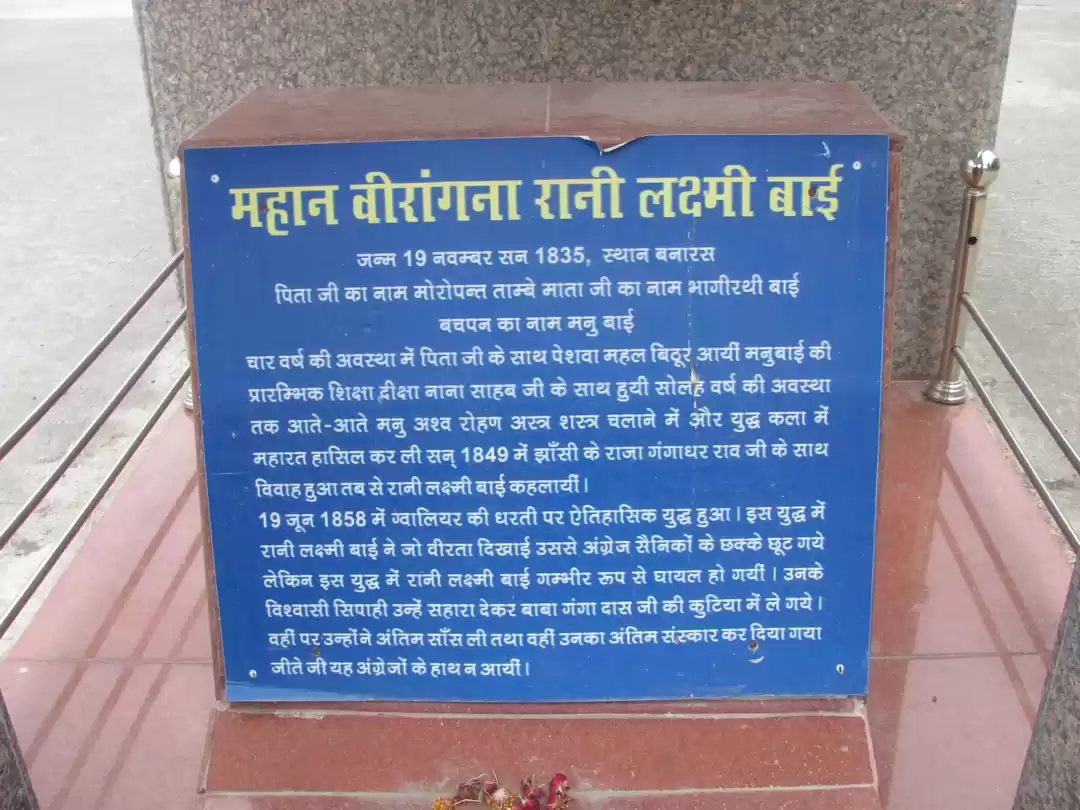 महान वीरांगना रानी लक्ष्मी बाई
जन्म 19 नवम्बर सन 1835, स्थान बनारस
पिता जी का नाम मोरोपन्त ताम्बे माता जी का नाम भागीरथी बाई
बचपन का नाम मनु बाई
चार वर्ष की अवस्था में पिता जी के साथ पेशवा महल बिठूर आयीं मनुबाई की
प्रारम्भिक शिक्षा दीक्षा नाना साहब जी के साथ हुयी सोलह वर्ष की अवस्था
तक आते-आते मनु अश्व रोहण अस्त्र शस्त्र चलाने में और युद्ध कला में
महारत हासिल कर ली सन् 1849 में झाँसी के राजा गंगाधर राव जी के साथ
विवाह हुआ तब से रानी लक्ष्मी बाई कहलायीं।
19 जून 1858 में ग्वालियर की धरती पर ऐतिहासिक युद्ध हुआ। इस युद्ध में
रानी लक्ष्मी बाई ने जो वीरता दिखाई उससे अंग्रेज सैनिकों के छक्के छूट गये
लेकिन इस युद्ध में रानी लक्ष्मी बाई गम्भीर रुप से घायल हो गयीं। उनके
विश्वासी सिपाही उन्हें सहारा देकर बाबा गंगा दास जी की कुटिया में ले गये।
वहीं पर उन्होंने अंतिम साँस ली तथा वहीं उनका अंतिम संस्कार कर दिया गया
जीते जी यह अंग्रेजों के हाथ न आयीं।